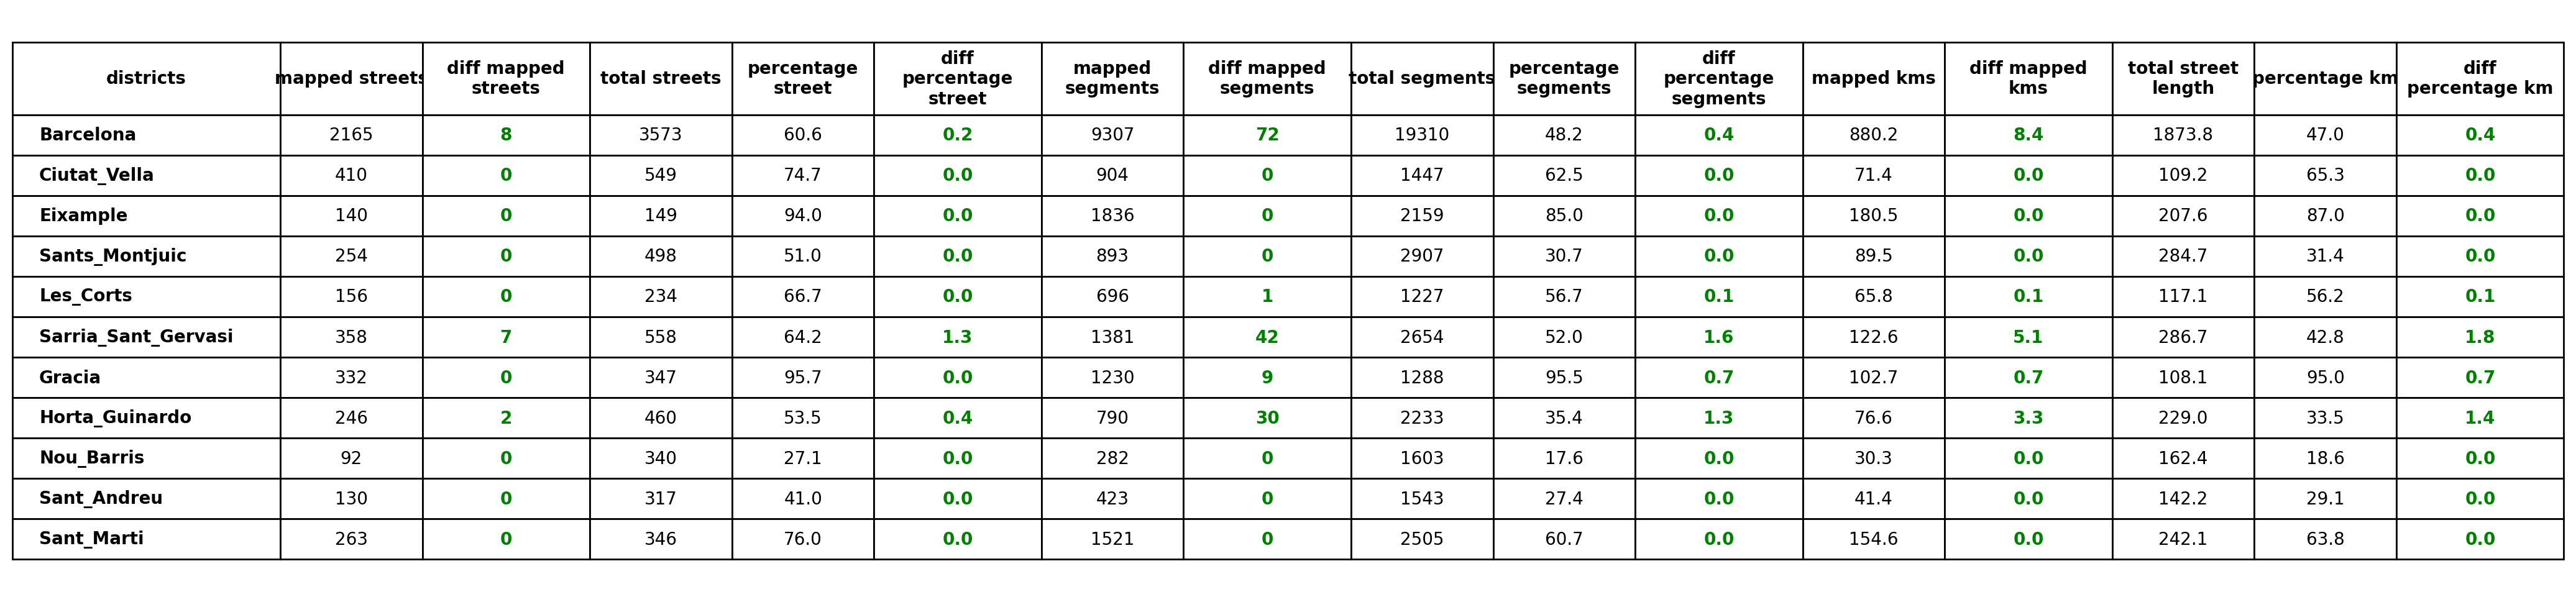 districts mapped streets diff mapped streets total streets percentage street diff percentage street mapped segments diff mapped segments total segments percentage segments diff percentage segments mapped kms diff mapped kms total street length percentage km diff percentage km
Barcelona 2165 8 3573 60.6 0.2 9307 72 19310 48.2 0.4 880.2 8.4 1873.8 47.0 0.4
Ciutat_Vella 410 0 549 74.7 0.0 904 0 1447 62.5 0.0 71.4 0.0 109.2 65.3 0.0
Eixample 140 0 149 94.0 0.0 1836 0 2159 85.0 0.0 180.5 0.0 207.6 87.0 0.0
Sants_Montjuic 254 0 498 51.0 0.0 893 0 2907 30.7 0.0 89.5 0.0 284.7 31.4 0.0
Les_Corts 156 0 234 66.7 0.0 696 1 1227 56.7 0.1 65.8 0.1 117.1 56.2 0.1
Sarria_Sant_Gervasi 358 7 558 64.2 1.3 1381 42 2654 52.0 1.6 122.6 5.1 286.7 42.8 1.8
Gracia 332 0 347 95.7 0.0 1230 9 1288 95.5 0.7 102.7 0.7 108.1 95.0 0.7
Horta_Guinardo 246 2 460 53.5 0.4 790 30 2233 35.4 1.3 76.6 3.3 229.0 33.5 1.4
Nou_Barris 92 0 340 27.1 0.0 282 0 1603 17.6 0.0 30.3 0.0 162.4 18.6 0.0
Sant_Andreu 130 0 317 41.0 0.0 423 0 1543 27.4 0.0 41.4 0.0 142.2 29.1 0.0
Sant_Marti 263 0 346 76.0 0.0 1521 0 2505 60.7 0.0 154.6 0.0 242.1 63.8 0.0